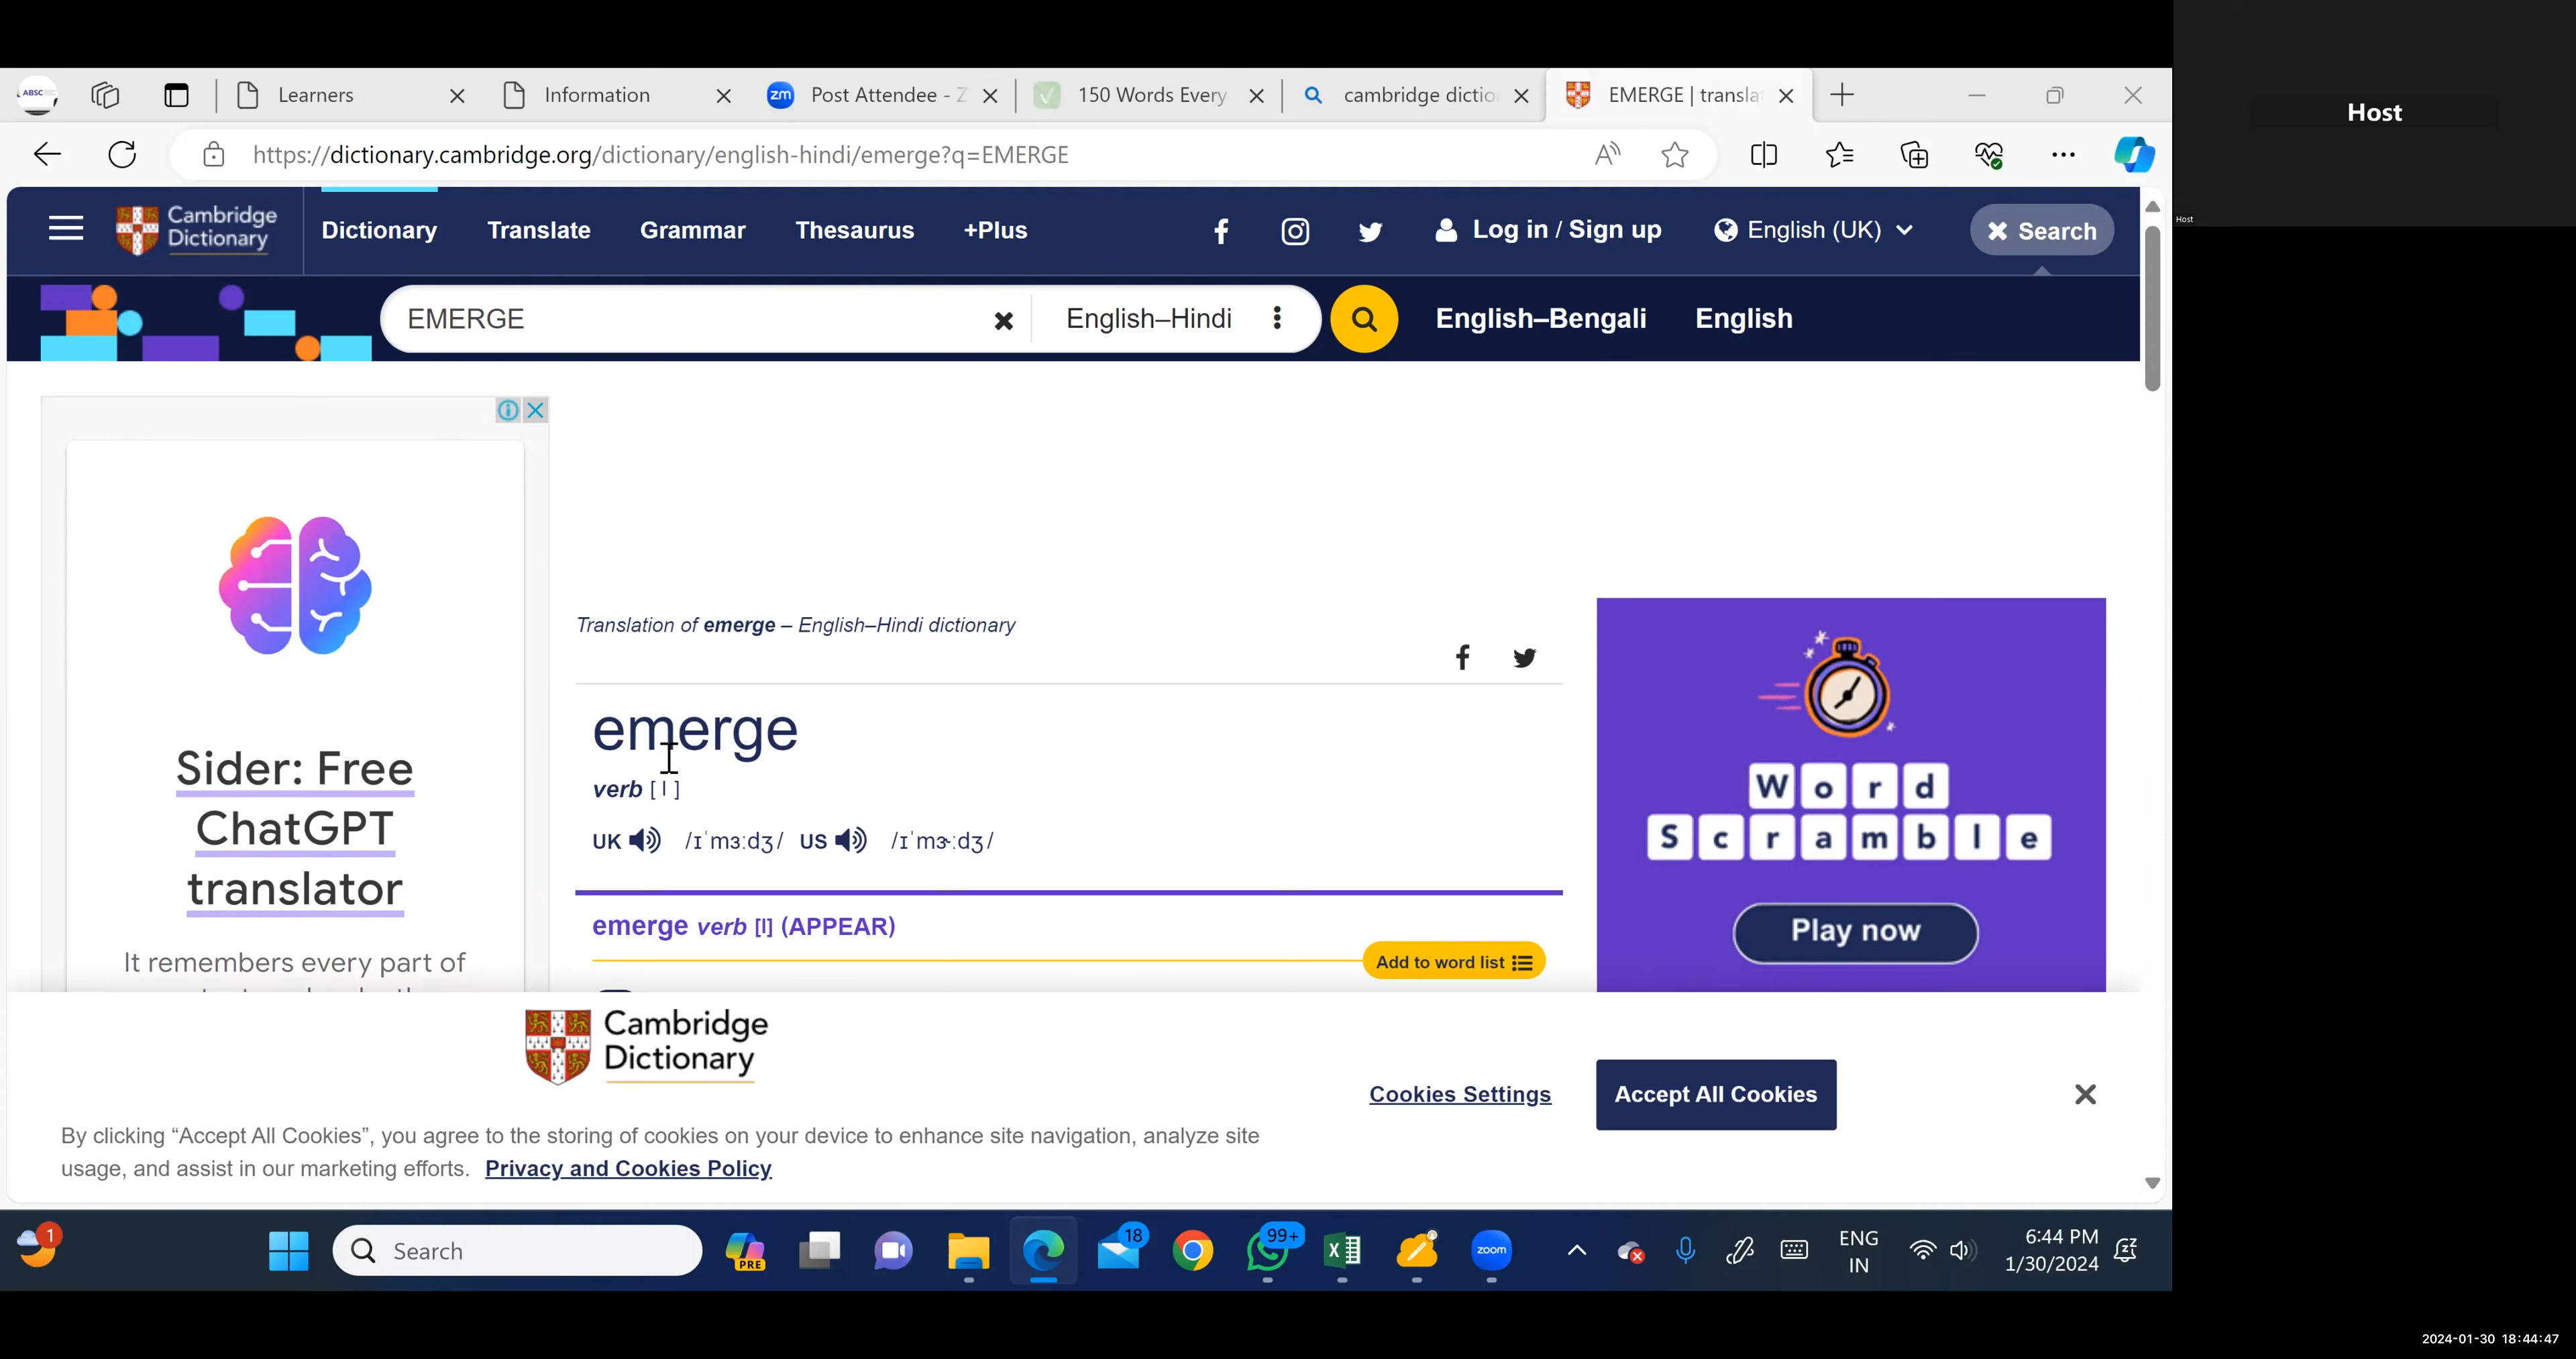 ABSC
Learners
Information
Post Attendee - Z
150 Words Every
cambridge dictio
EMERGE | transla
Host
https://dictionary.cambridge.org/dictionary/english-hindi/emerge?q=EMERGE
Host
Cambridge
Dictionary
Dictionary
Translate
Grammar
Thesaurus
+Plus
Log in / Sign up
English (UK)
Search
EMERGE
English–Hindi
English–Bengali
English
Translation of emerge – English–Hindi dictionary
emerge
verb [ I ]
UK /ɪˈmɜːdʒ/ US /ɪˈmɝːdʒ/
emerge verb [I] (APPEAR)
Add to word list
Sider: Free
ChatGPT
translator
It remembers every part of
Word
Scramble
Play now
Cambridge
Dictionary
Cookies Settings
Accept All Cookies
By clicking “Accept All Cookies”, you agree to the storing of cookies on your device to enhance site navigation, analyze site
usage, and assist in our marketing efforts. Privacy and Cookies Policy
1
Search
PRE
18
99+
zoom
ENG
IN
6:44 PM
1/30/2024
2024-01-30 18:44:47